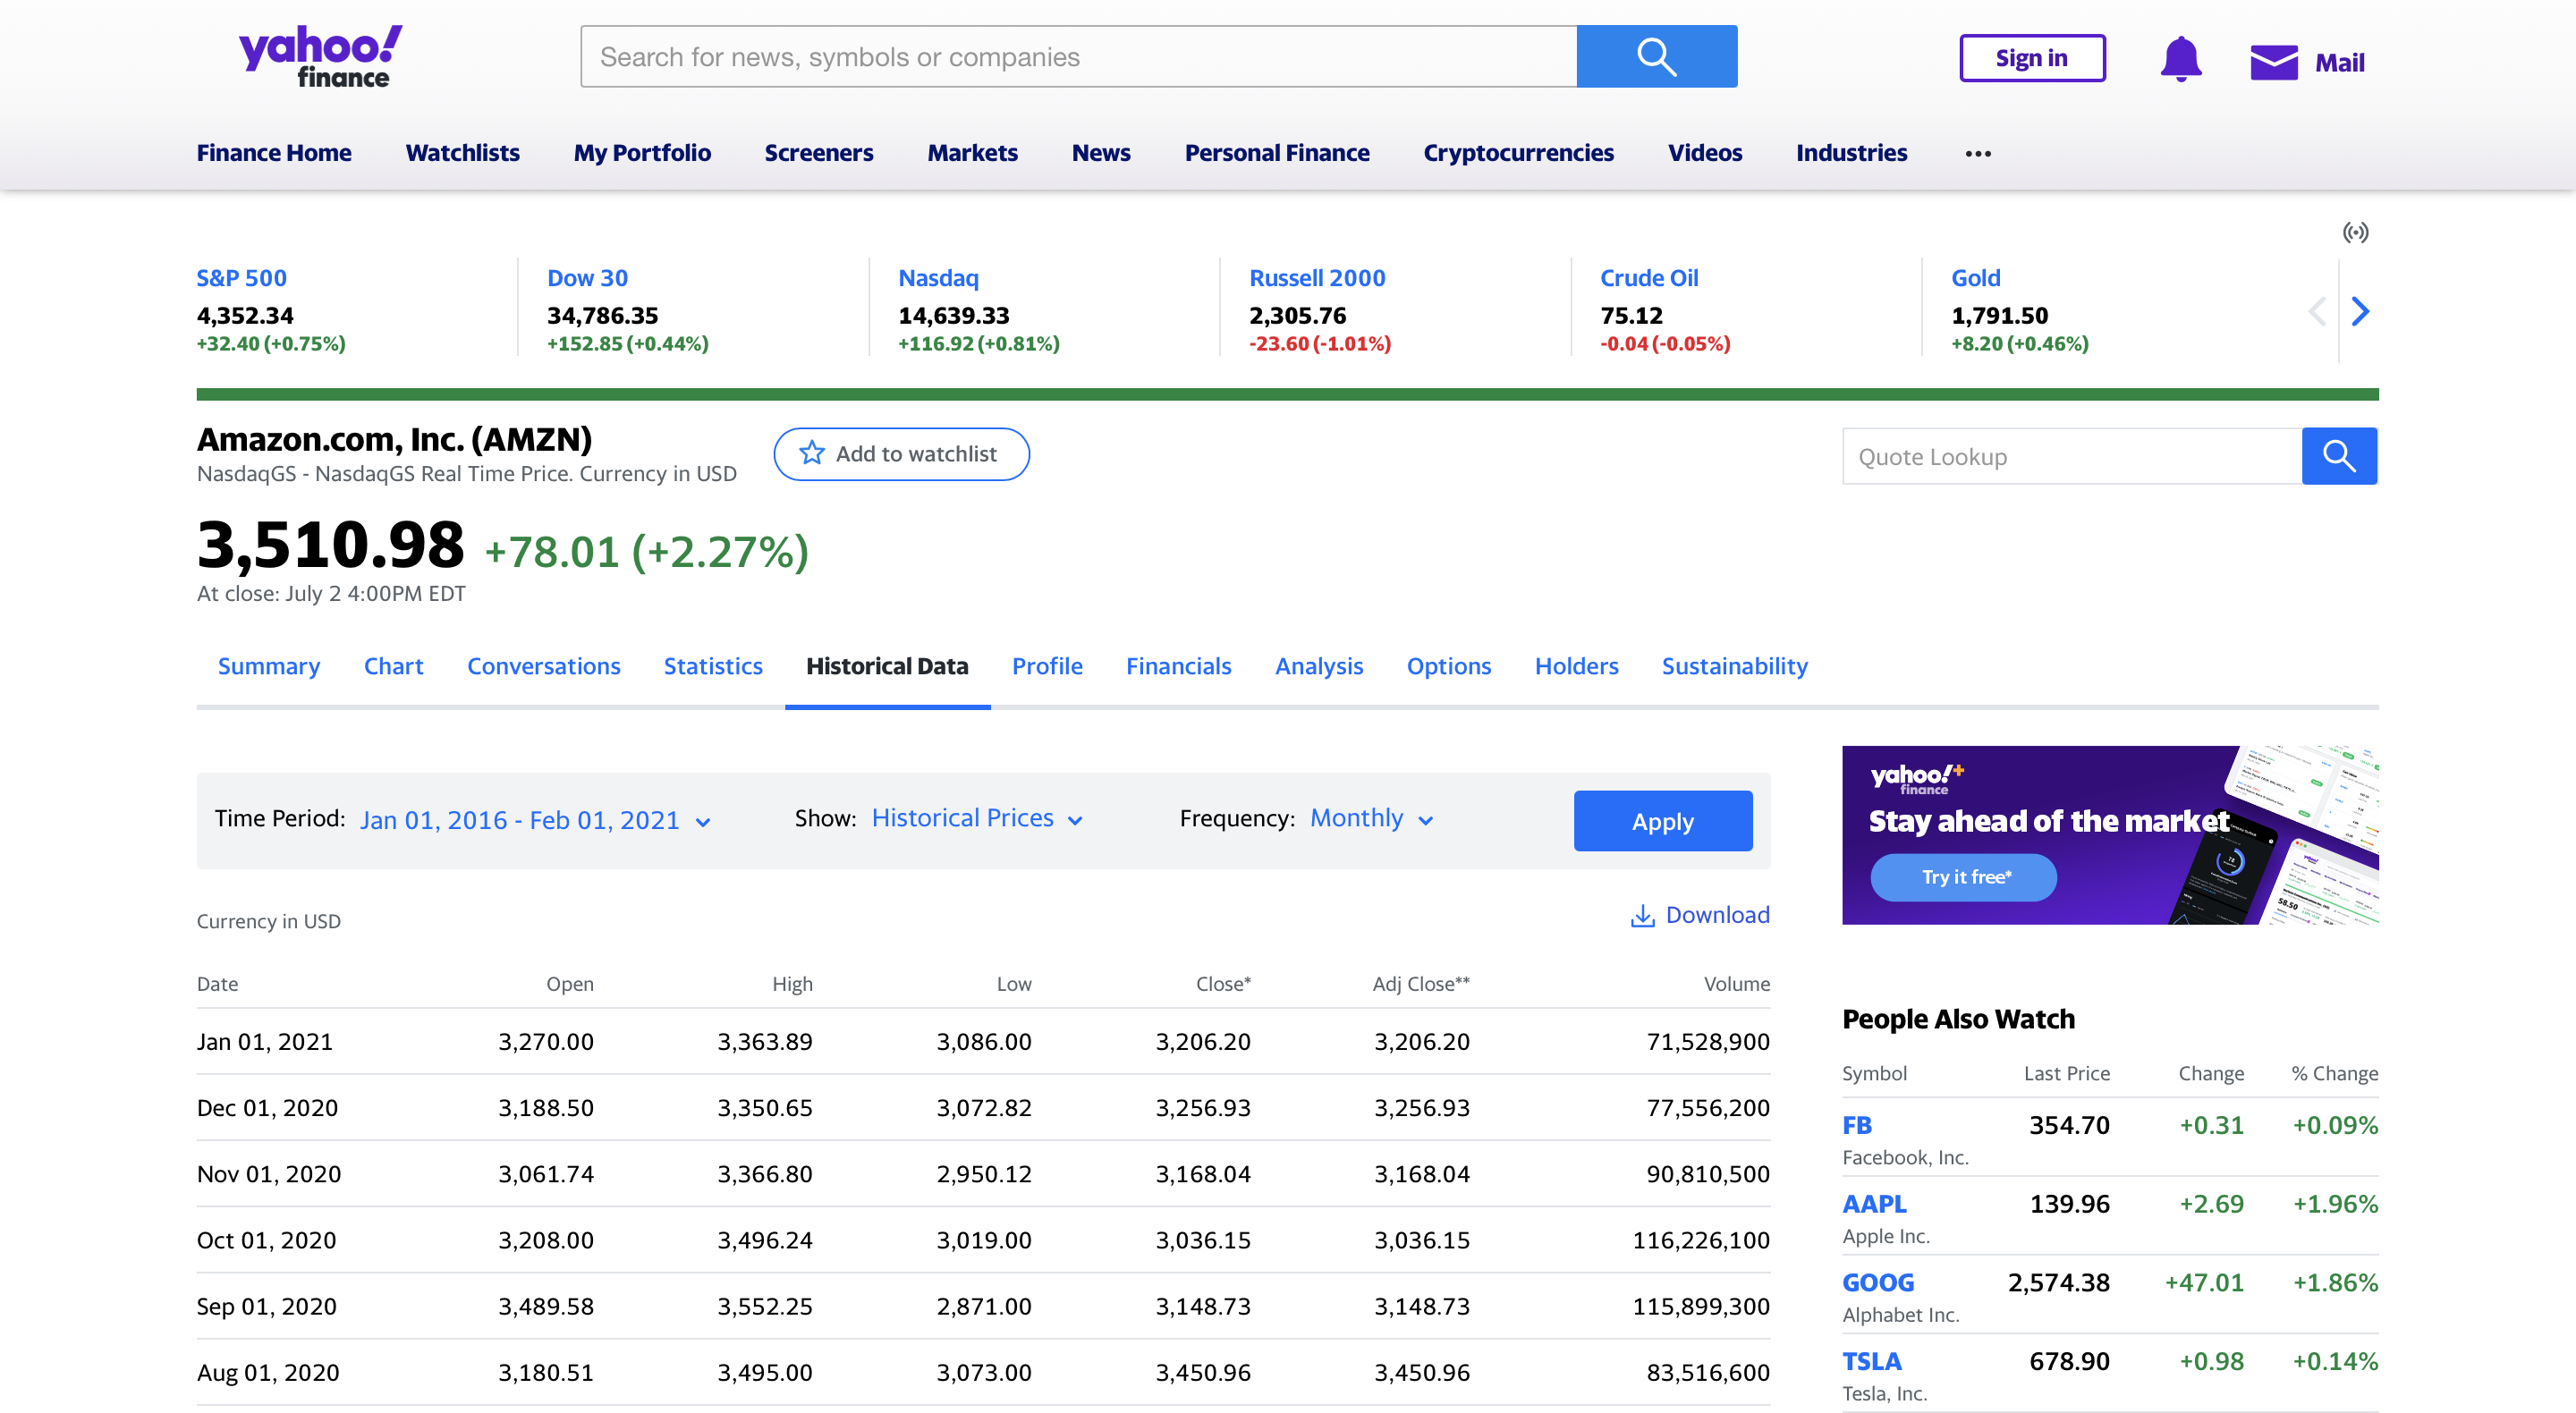 yahoo!
finance
Search for news, symbols or companies
Sign in
Mail
Finance Home Watchlists My Portfolio Screeners Markets News Personal Finance Cryptocurrencies Videos Industries ...
S&P 500 Dow 30 Nasdaq Russell 2000 Crude Oil Gold
4,352.34 34,786.35 14,639.33 2,305.76 75.12 1,791.50
+32.40 (+0.75%) +152.85 (+0.44%) +116.92 (+0.81%) -23.60 (-1.01%) -0.04 (-0.05%) +8.20 (+0.46%)
Amazon.com, Inc. (AMZN)
NasdaqGS - NasdaqGS Real Time Price. Currency in USD
Add to watchlist
Quote Lookup
3,510.98 +78.01 (+2.27%)
At close: July 2 4:00PM EDT
Summary Chart Conversations Statistics Historical Data Profile Financials Analysis Options Holders Sustainability
Time Period: Jan 01, 2016 - Feb 01, 2021 Show: Historical Prices Frequency: Monthly Apply
Currency in USD Download
Date Open High Low Close* Adj Close** Volume
Jan 01, 2021 3,270.00 3,363.89 3,086.00 3,206.20 3,206.20 71,528,900
Dec 01, 2020 3,188.50 3,350.65 3,072.82 3,256.93 3,256.93 77,556,200
Nov 01, 2020 3,061.74 3,366.80 2,950.12 3,168.04 3,168.04 90,810,500
Oct 01, 2020 3,208.00 3,496.24 3,019.00 3,036.15 3,036.15 116,226,100
Sep 01, 2020 3,489.58 3,552.25 2,871.00 3,148.73 3,148.73 115,899,300
Aug 01, 2020 3,180.51 3,495.00 3,073.00 3,450.96 3,450.96 83,516,600
yahoo!+
finance
Stay ahead of the market
Try it free*
58.50
People Also Watch
Symbol Last Price Change % Change
FB 354.70 +0.31 +0.09%
Facebook, Inc.
AAPL 139.96 +2.69 +1.96%
Apple Inc.
GOOG 2,574.38 +47.01 +1.86%
Alphabet Inc.
TSLA 678.90 +0.98 +0.14%
Tesla, Inc.